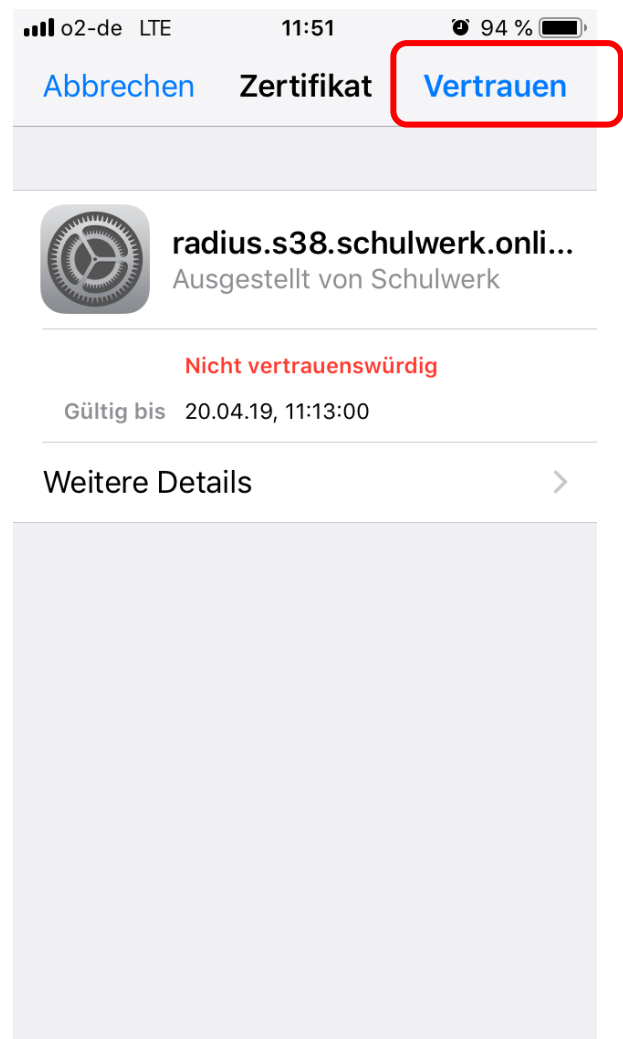 o2-de LTE 11:51 94 %
Abbrechen Zertifikat Vertrauen
radius.s38.schulwerk.onli...
Ausgestellt von Schulwerk
Nicht vertrauenswürdig
Gültig bis 20.04.19, 11:13:00
Weitere Details